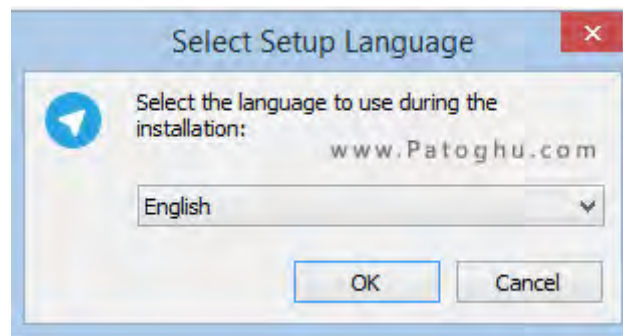 Select Setup Language
Select the language to use during the
installation:
www.Patoghu.com
English
OK
Cancel